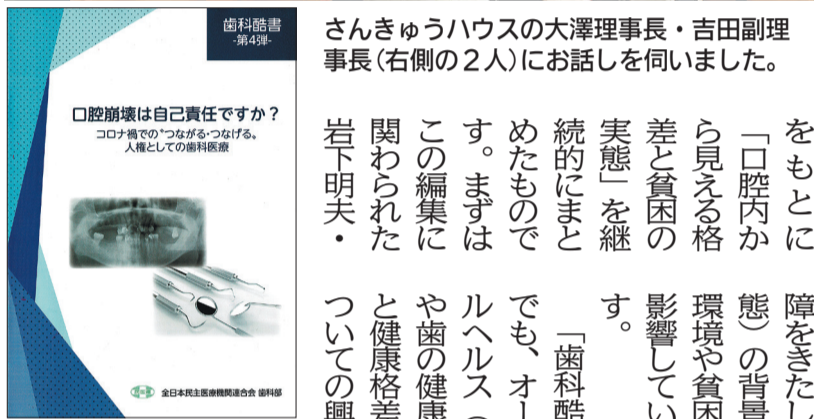 歯科酷書
-第4弾-
口腔崩壊は自己責任ですか?
コロナ禍での“つながる・つなげる。
人権としての歯科医療
全日本民主医療機関連合会 歯科部
さんきゅうハウスの大澤理事長・吉田副理
事長(右側の2人)にお話しを伺いました。
をもとに
「口腔内か
ら見える格
差と貧困の
実態」を継
続的にまと
めたもので
す。まずは
この編集に
関わられた
岩下明夫・
障をきたし
態)の背景
環境や貧困
影響してい
す。
「歯科酷
でも、オー
ルヘルス(
や歯の健康
と健康格差
ついての興